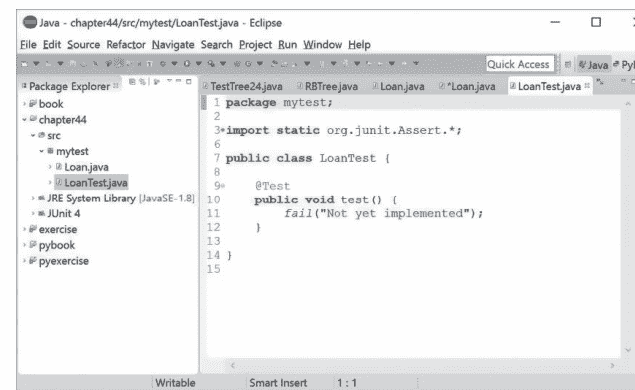 Java - chapter44/src/mytest/LoanTest.java - Eclipse
File Edit Source Refactor Navigate Search Project Run Window Help
Quick Access
Java
Package Explorer
book
chapter44
src
mytest
Loan.java
LoanTest.java
JRE System Library [JavaSE-1.8]
JUnit 4
exercise
pybook
pyexercise
TestTree24.java RBTree.java Loan.java *Loan.java LoanTest.java
1 package mytest;
2
3 import static org.junit.Assert.*;
6
7 public class LoanTest {
8
9 @Test
10 public void test() {
11 fail("Not yet implemented");
12 }
13
14 }
15
Writable Smart Insert 1 : 1